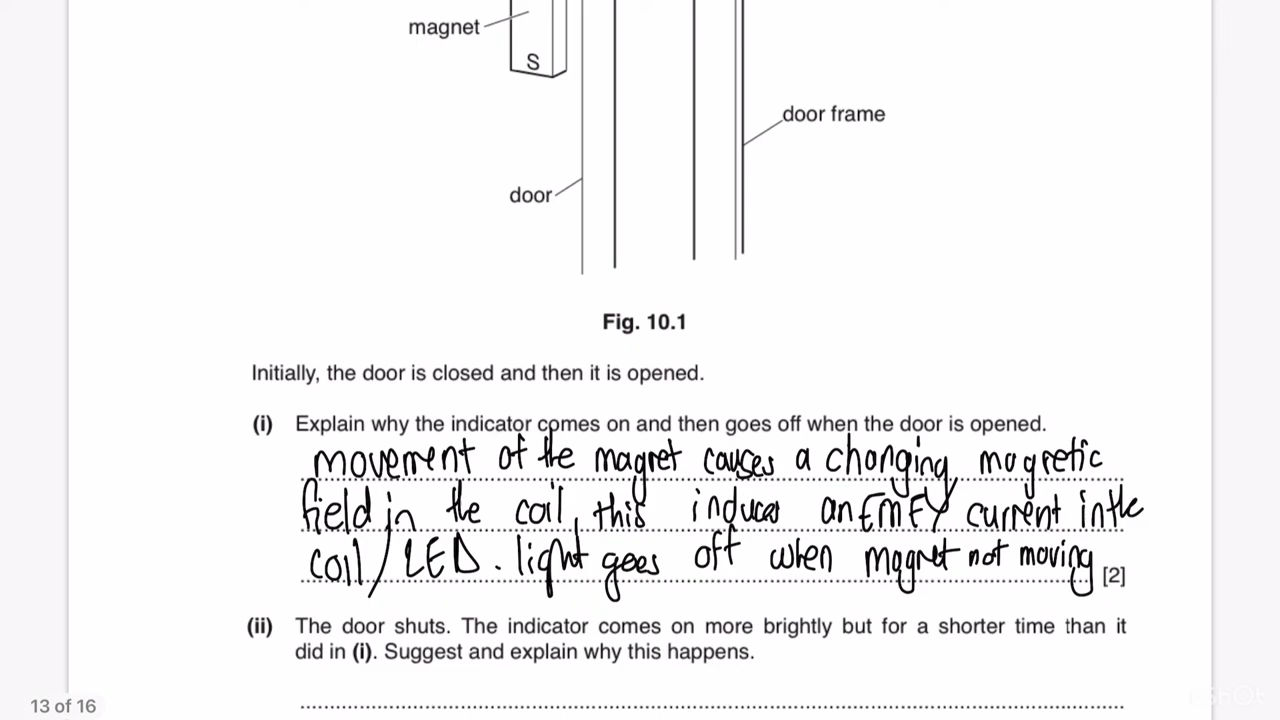 magnet
S
door frame
door
Fig. 10.1
Initially, the door is closed and then it is opened.
(i) Explain why the indicator comes on and then goes off when the door is opened.
movement of the magnet causes a changing magnetic
field in the coil, this induces an EMF/ current in the
coil/LED. light goes off when magnet not moving
[2]
(ii) The door shuts. The indicator comes on more brightly but for a shorter time than it
did in (i). Suggest and explain why this happens.
13 of 16